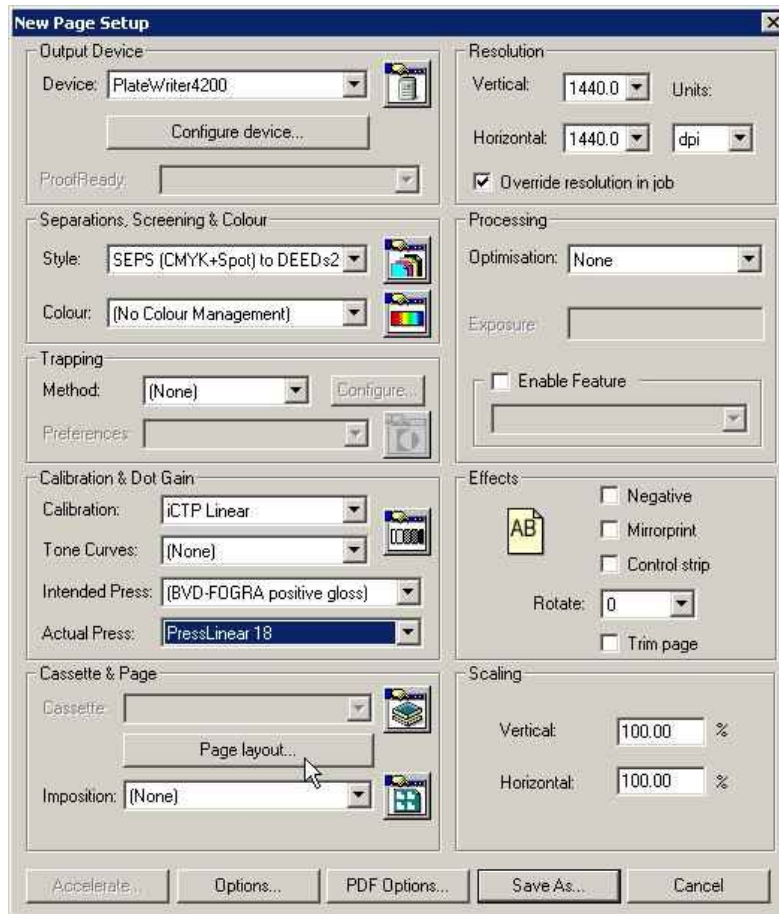 New Page Setup
Output Device
Device: PlateWriter4200
Configure device...
ProofReady:
Resolution
Vertical: 1440.0 Units:
Horizontal: 1440.0 dpi
Override resolution in job
Separations, Screening & Colour
Style: SEPS (CMYK+Spot) to DEEDs2
Colour: (No Colour Management)
Processing
Optimisation: None
Exposure:
Enable Feature
Trapping
Method: (None) Configure...
Preferences:
Calibration & Dot Gain
Calibration: iCTP Linear
Tone Curves: (None)
Intended Press: (BVD-FOGRA positive gloss)
Actual Press: PressLinear 18
Effects
AB
Negative
Mirrorprint
Control strip
Rotate: 0
Trim page
Cassette & Page
Cassette:
Page layout...
Imposition: (None)
Scaling
Vertical: 100.00 %
Horizontal: 100.00 %
Accelerate... Options... PDF Options... Save As... Cancel